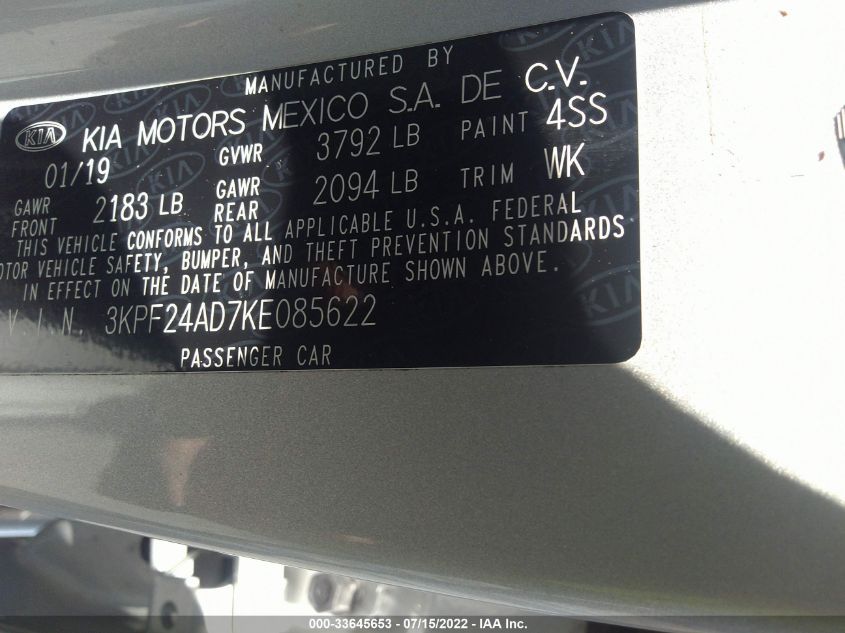 MANUFACTURED BY
KIA KIA MOTORS MEXICO S.A. DE C.V.
01/19 GVWR 3792 LB PAINT 4SS
GAWR FRONT 2183 LB GAWR REAR 2094 LB TRIM WK
THIS VEHICLE CONFORMS TO ALL APPLICABLE U.S.A. FEDERAL
OTOR VEHICLE SAFETY, BUMPER, AND THEFT PREVENTION STANDARDS
IN EFFECT ON THE DATE OF MANUFACTURE SHOWN ABOVE.
V.I.N. 3KPF24AD7KE085622
PASSENGER CAR
000-33645653 - 07/15/2022 - IAA Inc.